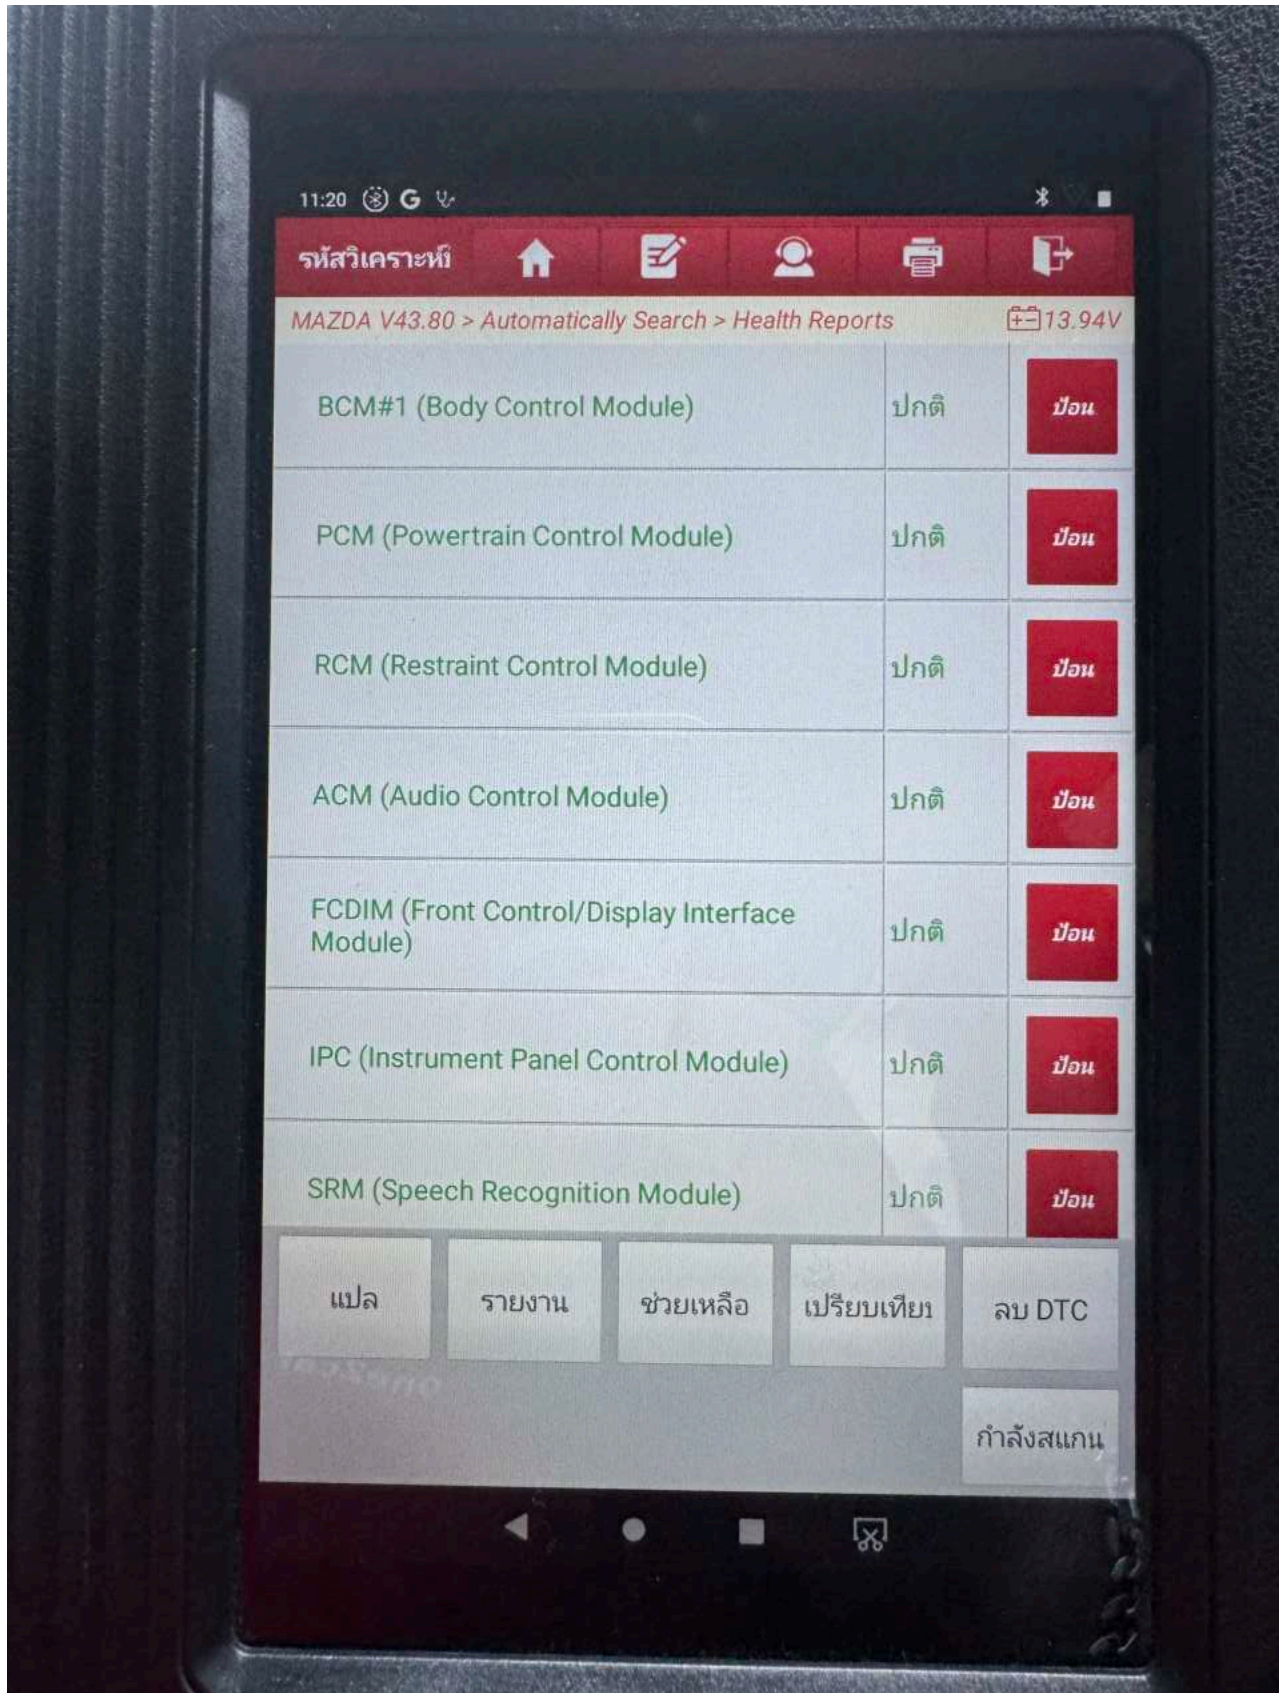 11:20
รหัสวิเคราะห์
MAZDA V43.80 > Automatically Search > Health Reports 13.94V
BCM#1 (Body Control Module) ปกติ ป้อน
PCM (Powertrain Control Module) ปกติ ป้อน
RCM (Restraint Control Module) ปกติ ป้อน
ACM (Audio Control Module) ปกติ ป้อน
FCDIM (Front Control/Display Interface
Module) ปกติ ป้อน
IPC (Instrument Panel Control Module) ปกติ ป้อน
SRM (Speech Recognition Module) ปกติ ป้อน
แปล รายงาน ช่วยเหลือ เปรียบเทียบ ลบ DTC
กำลังสแกน